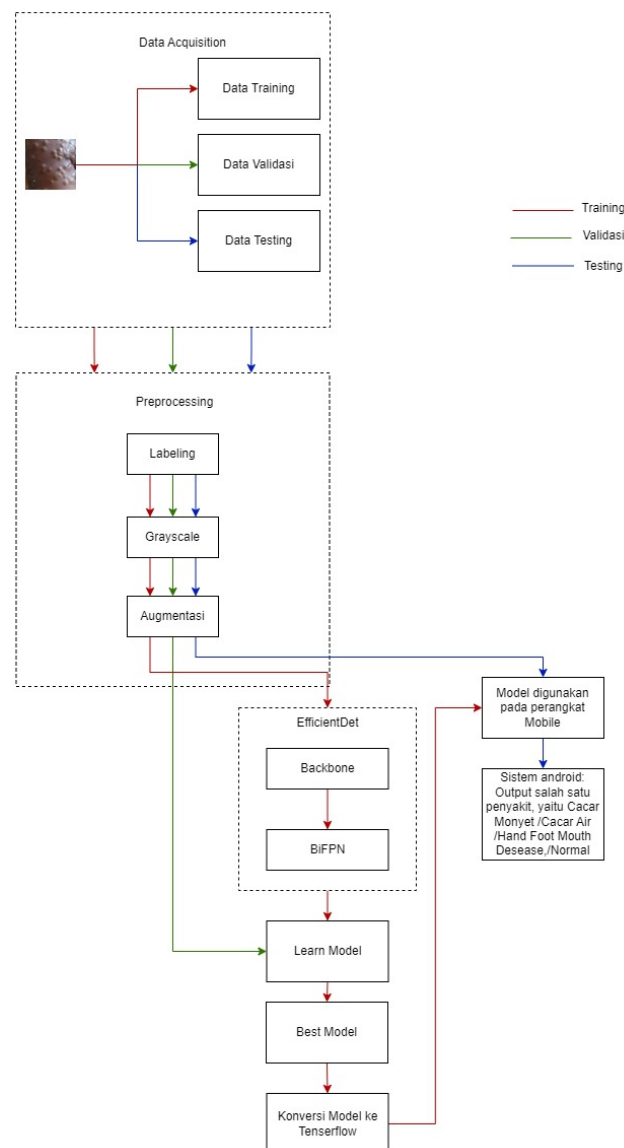 Data Acquisition
Data Training
Data Validasi
Data Testing
Training
Validasi
Testing
Preprocessing
Labeling
Grayscale
Augmentasi
Model digunakan
pada perangkat
Mobile
EfficientDet
Backbone
BiFPN
Sistem android:
Output salah satu
penyakit, yaitu Cacar
Monyet /Cacar Air
/Hand Foot Mouth
Desease,/Normal
Learn Model
Best Model
Konversi Model ke
Tenserflow